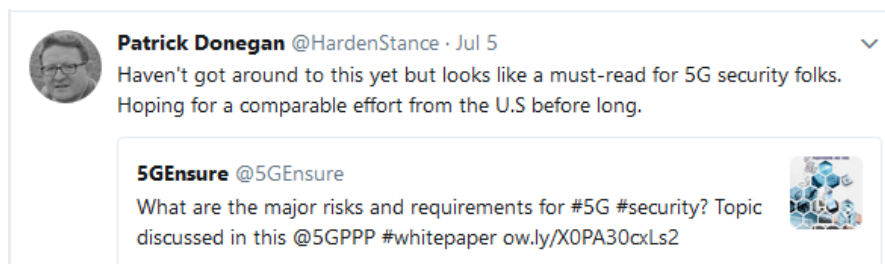 Patrick Donegan @HardenStance · Jul 5
Haven't got around to this yet but looks like a must-read for 5G security folks.
Hoping for a comparable effort from the U.S before long.
5GEnsure @5GEnsure
What are the major risks and requirements for #5G #security? Topic
discussed in this @5GPPP #whitepaper ow.ly/X0PA30cxLs2